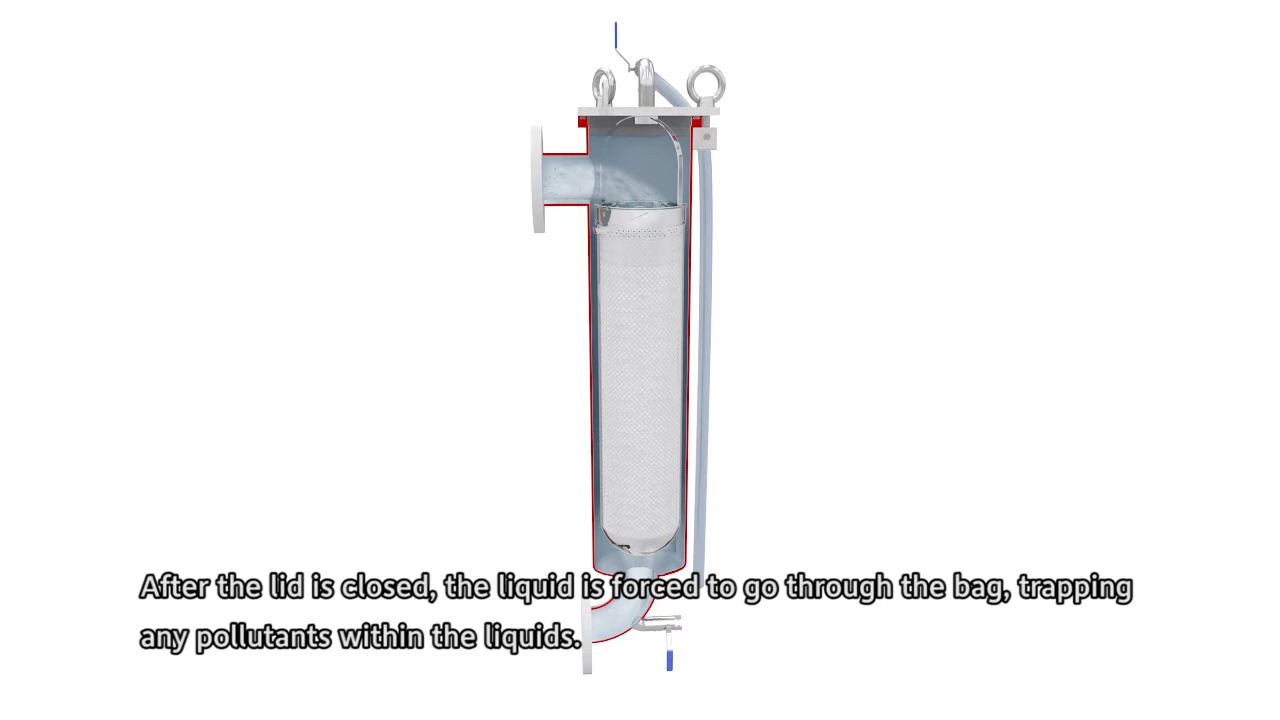 After the lid is closed, the liquid is forced to go through the bag, trapping
any pollutants within the liquids.